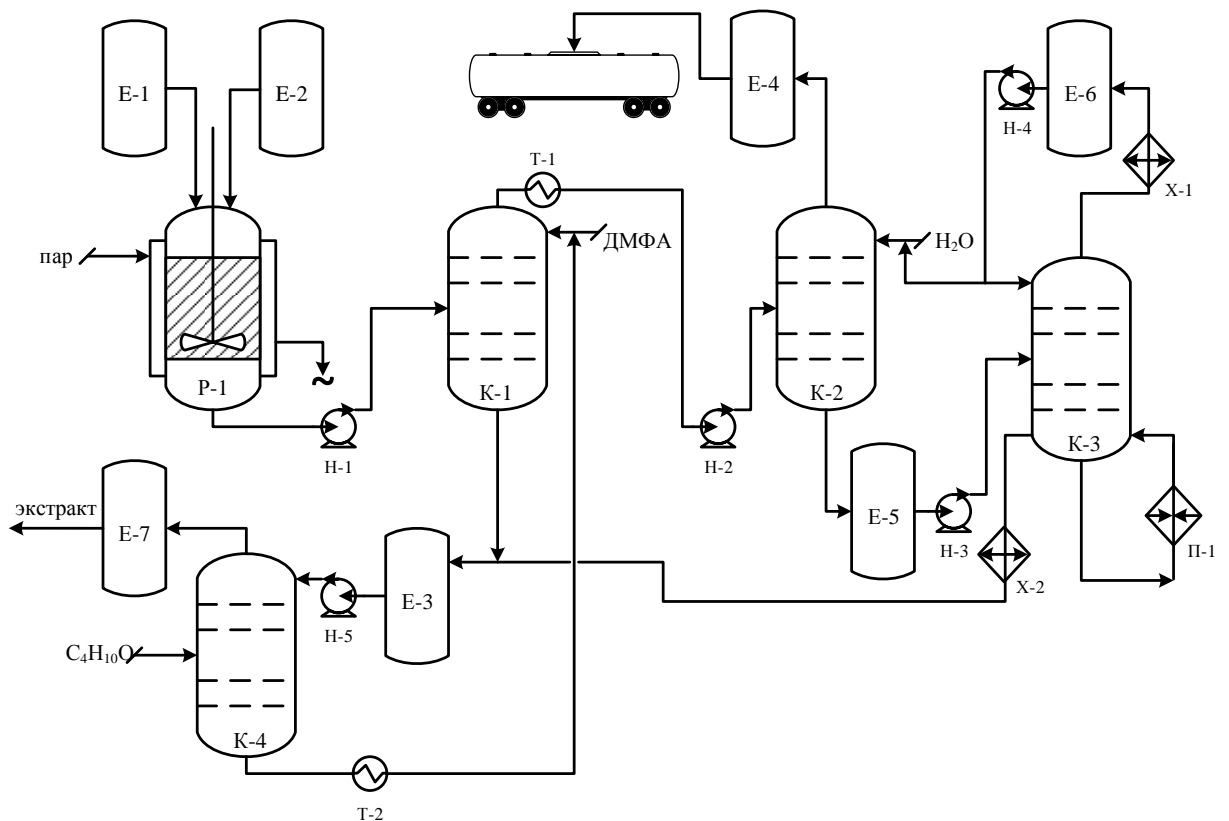 Е-1
Е-2
Е-4
Е-6
Н-4
Х-1
Т-1
ДМФА
H₂O
пар
Р-1
К-1
К-2
К-3
Н-1
Н-2
Е-5
Н-3
П-1
Х-2
экстракт
Е-7
Е-3
Н-5
C₄H₁₀O
К-4
Т-2